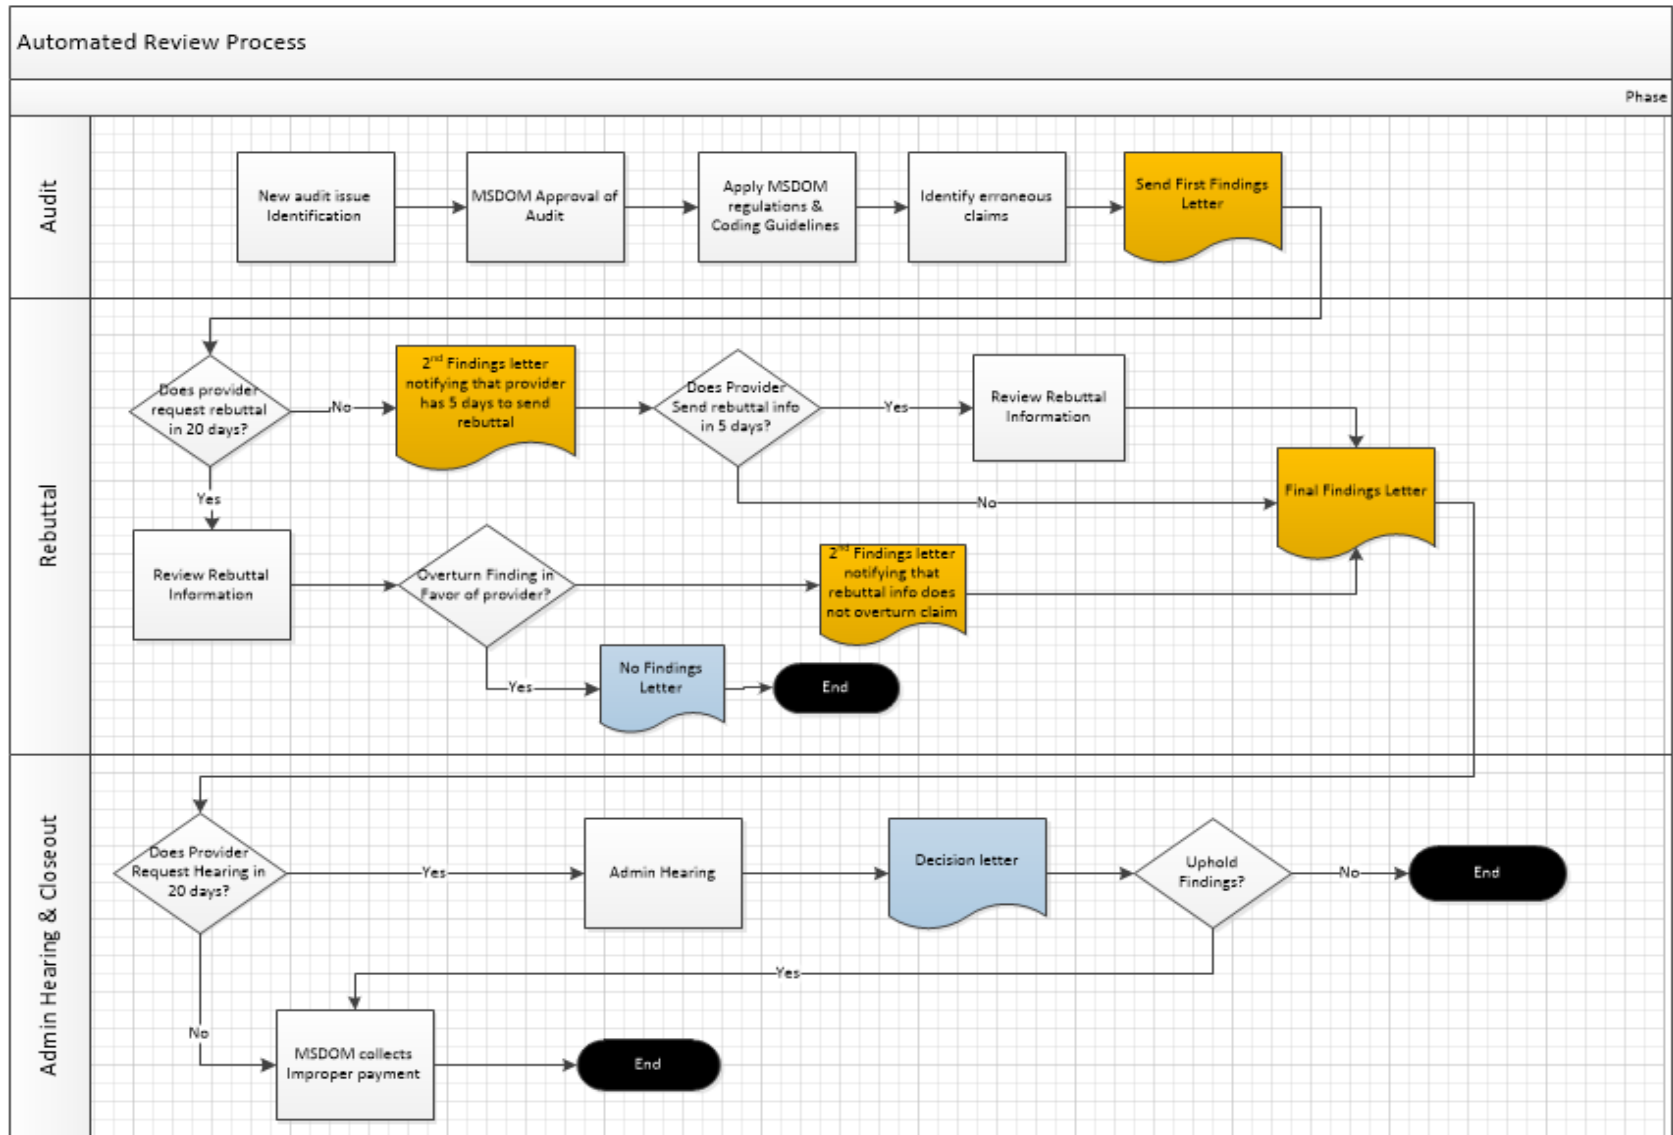 Automated Review Process
Phase
Audit
New audit issue
Identification
MSDOM Approval of
Audit
Apply MSDOM
regulations &
Coding Guidelines
Identify erroneous
claims
Send First Findings
Letter
Rebuttal
Does provider
request rebuttal
in 20 days?
No
2nd Findings letter
notifying that provider
has 5 days to send
rebuttal
Does Provider
Send rebuttal info
in 5 days?
Yes
Review Rebuttal
Information
No
Final Findings Letter
Yes
Review Rebuttal
Information
Overturn Finding in
Favor of provider?
2nd Findings letter
notifying that
rebuttal info does
not overturn claim
Yes
No Findings
Letter
End
Admin Hearing & Closeout
Does Provider
Request Hearing in
20 days?
Yes
Admin Hearing
Decision letter
Uphold
Findings?
No
End
Yes
No
MSDOM collects
Improper payment
End